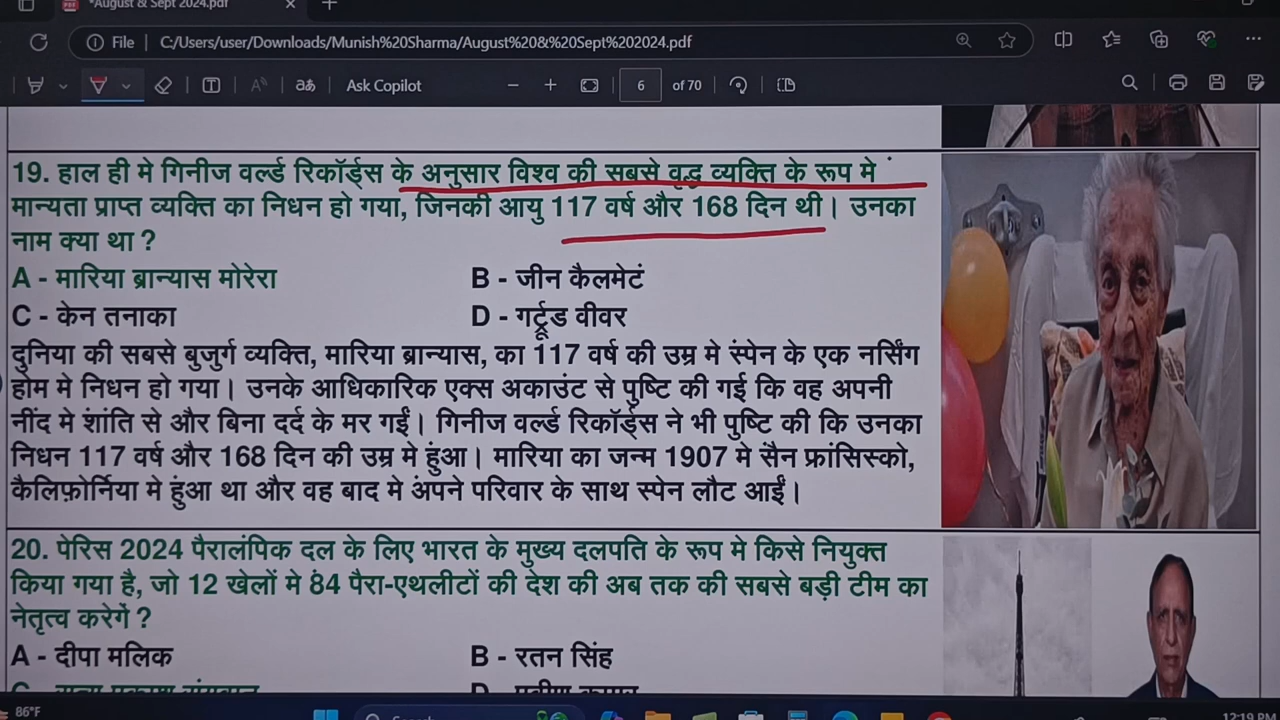 *August & Sept 2024.pdf
File | C:/Users/user/Downloads/Munish%20Sharma/August%20&%20Sept%202024.pdf
Ask Copilot 6 of 70
19. हाल ही मे गिनीज वर्ल्ड रिकॉर्ड्स के अनुसार विश्व की सबसे वृद्ध व्यक्ति के रूप मे
मान्यता प्राप्त व्यक्ति का निधन हो गया, जिनकी आयु 117 वर्ष और 168 दिन थी। उनका
नाम क्या था ?
A - मारिया ब्रान्यास मोरेरा B - जीन कैलमेटं
C - केन तनाका D - गर्ट्रूड वीवर
दुनिया की सबसे बुजुर्ग व्यक्ति, मारिया ब्रान्यास, का 117 वर्ष की उम्र मे स्पेन के एक नर्सिंग
होम मे निधन हो गया। उनके आधिकारिक एक्स अकाउंट से पुष्टि की गई कि वह अपनी
नींद मे शांति से और बिना दर्द के मर गईं। गिनीज वर्ल्ड रिकॉर्ड्स ने भी पुष्टि की कि उनका
निधन 117 वर्ष और 168 दिन की उम्र मे हुआ। मारिया का जन्म 1907 मे सैन फ्रांसिस्को,
कैलिफ़ोर्निया मे हुआ था और वह बाद मे अपने परिवार के साथ स्पेन लौट आईं।
20. पेरिस 2024 पैरालंपिक दल के लिए भारत के मुख्य दलपति के रूप मे किसे नियुक्त
किया गया है, जो 12 खेलों मे 84 पैरा-एथलीटों की देश की अब तक की सबसे बड़ी टीम का
नेतृत्व करेगें ?
A - दीपा मलिक B - रतन सिंह
86°F Search 12:19 PM